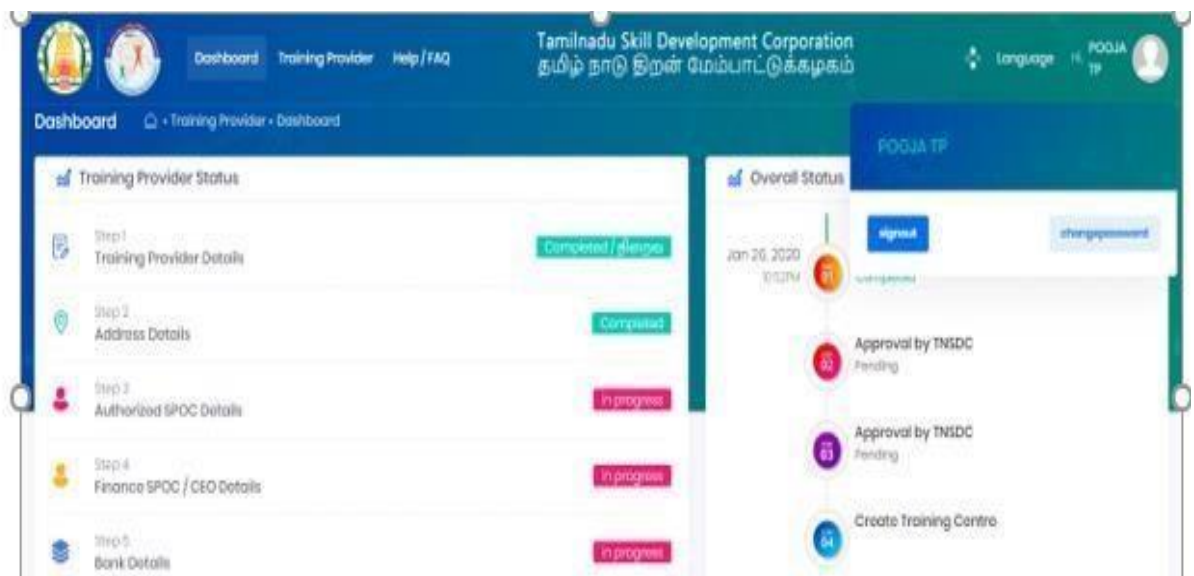 Dashboard Training Provider Help/FAQ
Tamilnadu Skill Development Corporation
தமிழ் நாடு திறன் மேம்பாட்டுக்கழகம்
Language Hi, POOJA
TP
Dashboard • Training Provider • Dashboard
POOJA TP
signout changepassword
Training Provider Status
Step 1
Training Provider Details
Completed /
Step 2
Address Details
Completed
Step 3
Authorized SPOC Details
In progress
Step 4
Finance SPOC / CEO Details
In progress
Step 5
Bank Details
In progress
Overall Status
Jan 26, 2020
01
Completed
02
Approval by TNSDC
Pending
03
Approval by TNSDC
Pending
04
Create Training Centre